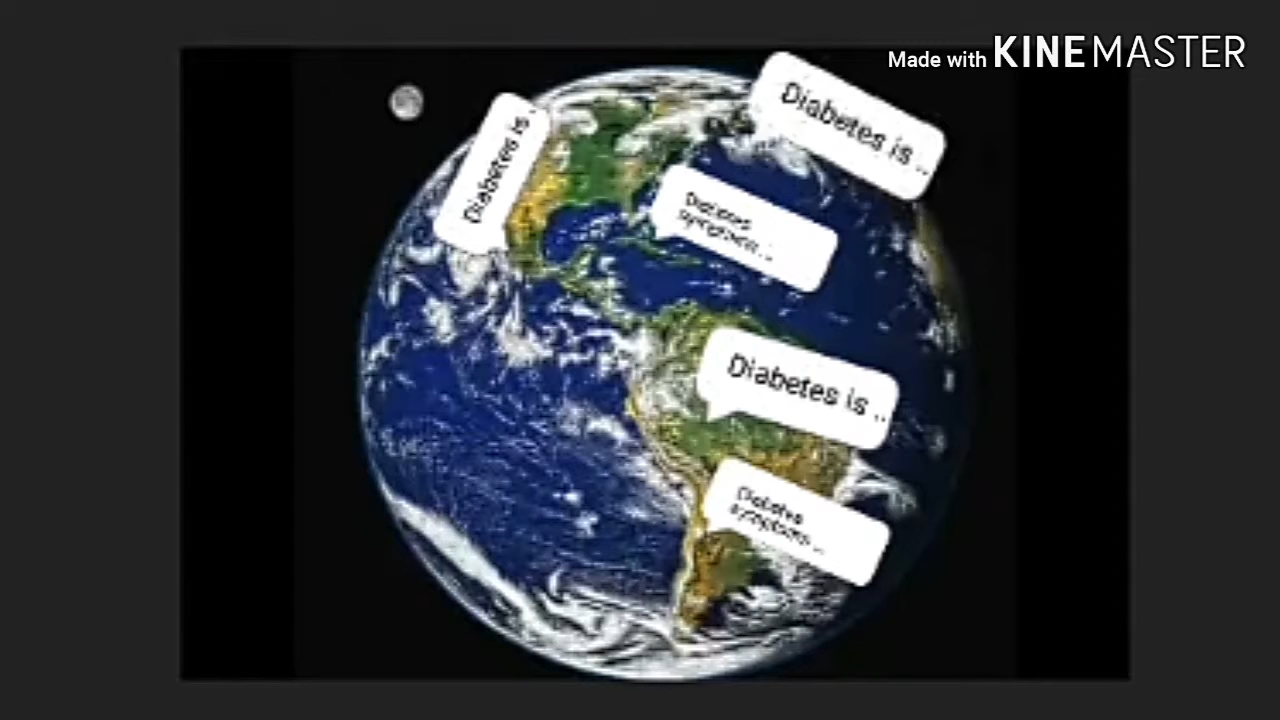 Made with KINEMASTER
Diabetes is ..
Diabetes is .
Diabetes
symptoms...
Diabetes is ..
Diabetes
symptoms...